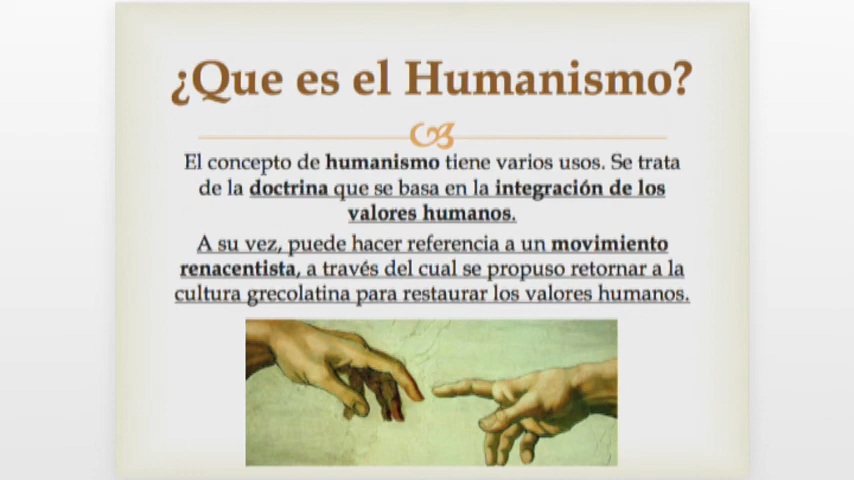 ¿Que es el Humanismo?
El concepto de humanismo tiene varios usos. Se trata
de la doctrina que se basa en la integración de los
valores humanos.
A su vez, puede hacer referencia a un movimiento
renacentista, a través del cual se propuso retornar a la
cultura grecolatina para restaurar los valores humanos.